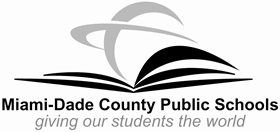 Miami-Dade County Public Schools
giving our students the world